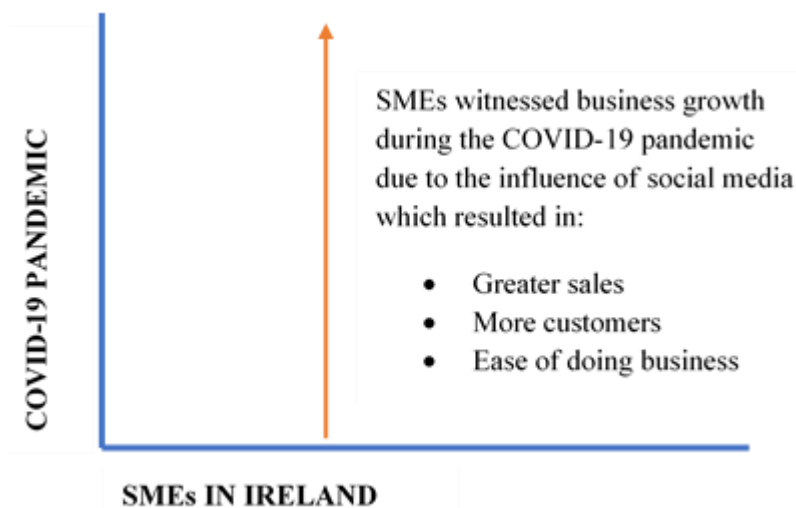 COVID-19 PANDEMIC
SMEs witnessed business growth
during the COVID-19 pandemic
due to the influence of social media
which resulted in:
• Greater sales
• More customers
• Ease of doing business
SMEs IN IRELAND